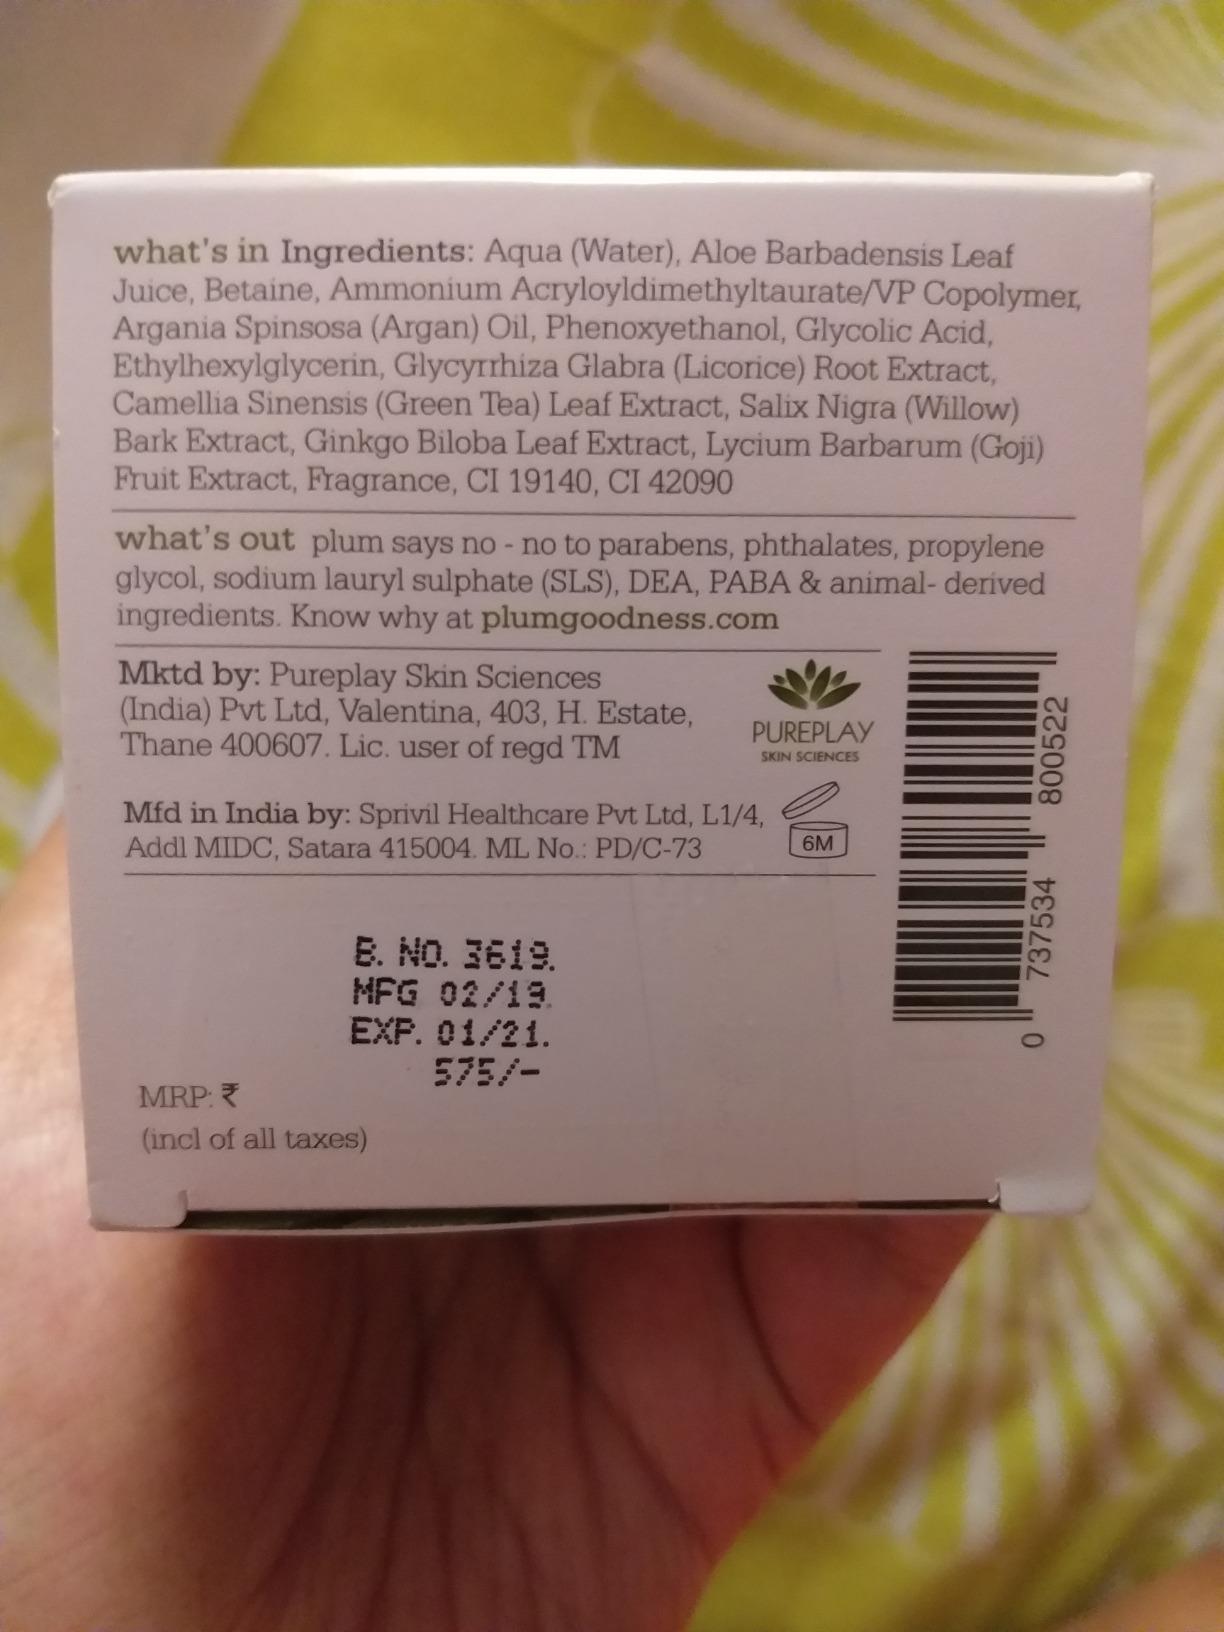 what's in Ingredients: Aqua (Water), Aloe Barbadensis Leaf
Juice, Betaine, Ammonium Acryloyldimethyltaurate/VP Copolymer,
Argania Spinsosa (Argan) Oil, Phenoxyethanol, Glycolic Acid,
Ethylhexylglycerin, Glycyrrhiza Glabra (Licorice) Root Extract,
Camellia Sinensis (Green Tea) Leaf Extract, Salix Nigra (Willow)
Bark Extract, Ginkgo Biloba Leaf Extract, Lycium Barbarum (Goji)
Fruit Extract, Fragrance, CI 19140, CI 42090
what's out plum says no - no to parabens, phthalates, propylene
glycol, sodium lauryl sulphate (SLS), DEA, PABA & animal- derived
ingredients. Know why at plumgoodness.com
Mktd by: Pureplay Skin Sciences
(India) Pvt Ltd, Valentina, 403, H. Estate,
Thane 400607. Lic. user of regd TM
PUREPLAY
SKIN SCIENCES
Mfd in India by: Sprivil Healthcare Pvt Ltd, L1/4,
Addl MIDC, Satara 415004. ML No.: PD/C-73
6M
0 737534 800522
B. NO. 3619.
MFG 02/19.
EXP. 01/21.
575/-
MRP: ₹
(incl of all taxes)